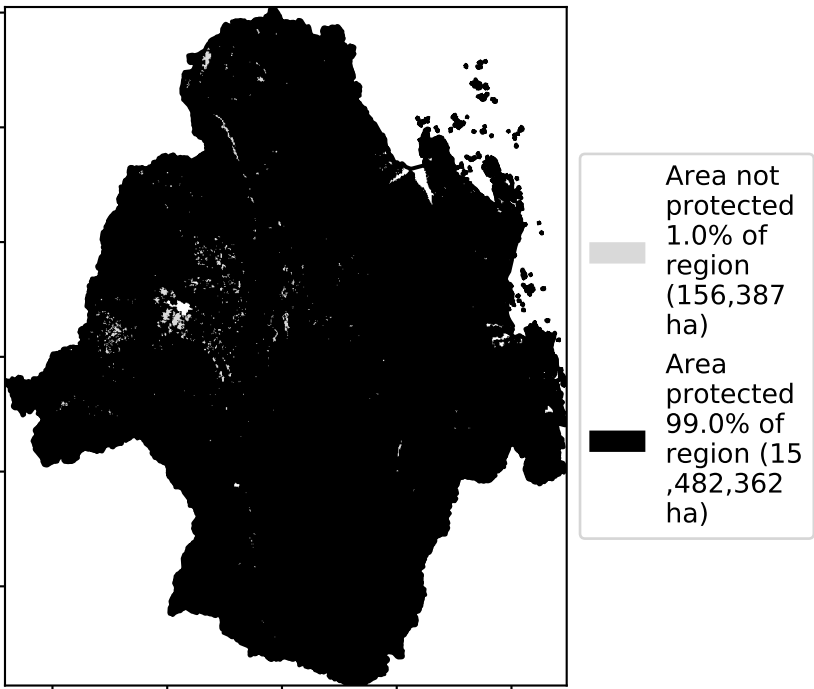 Area not
protected
1.0% of
region
(156,387
ha)
Area
protected
99.0% of
region (15
,482,362
ha)